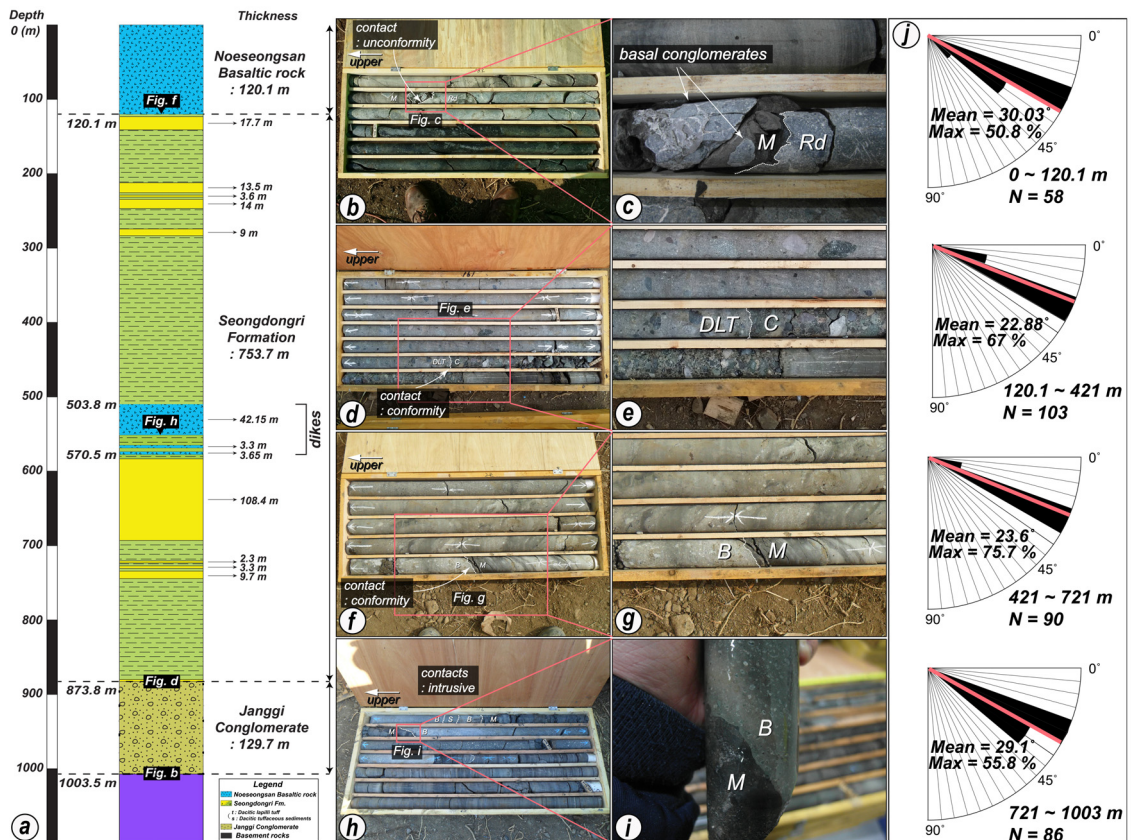 Depth
0 (m)
Thickness
100
120.1 m
200
300
400
500
503.8 m
570.5 m
600
700
800
873.8 m
900
1000
1003.5 m
a
Fig. f
Fig. h
Fig. d
Fig. b
17.7 m
13.5 m
3.6 m
14 m
9 m
42.15 m
3.3 m
3.65 m
108.4 m
2.3 m
3.3 m
9.7 m
dikes
Noeseongsan
Basaltic rock
: 120.1 m
Seongdongri
Formation
: 753.7 m
Janggi
Conglomerate
: 129.7 m
Legend
Noeseongsan Basaltic rock
Seongdongri Fm.
t : Dacitic lapilli tuff
s : Dacitic tuffaceous sediments
Janggi Conglomerate
Basement rocks
contact
: unconformity
upper
M
Rd
Fig. c
b
basal conglomerates
M
Rd
c
upper
Fig. e
DLT
C
contact
: conformity
d
DLT
C
e
upper
B
M
contact
: conformity
Fig. g
f
B
M
g
contacts
: intrusive
upper
B
S
B
M
M
B
Fig. i
h
B
M
i
j
0°
Mean = 30.03°
Max = 50.8 %
45°
0 ~ 120.1 m
90°
N = 58
0°
Mean = 22.88°
Max = 67 %
45°
120.1 ~ 421 m
90°
N = 103
0°
Mean = 23.6°
Max = 75.7 %
45°
421 ~ 721 m
90°
N = 90
0°
Mean = 29.1°
Max = 55.8 %
45°
721 ~ 1003 m
90°
N = 86